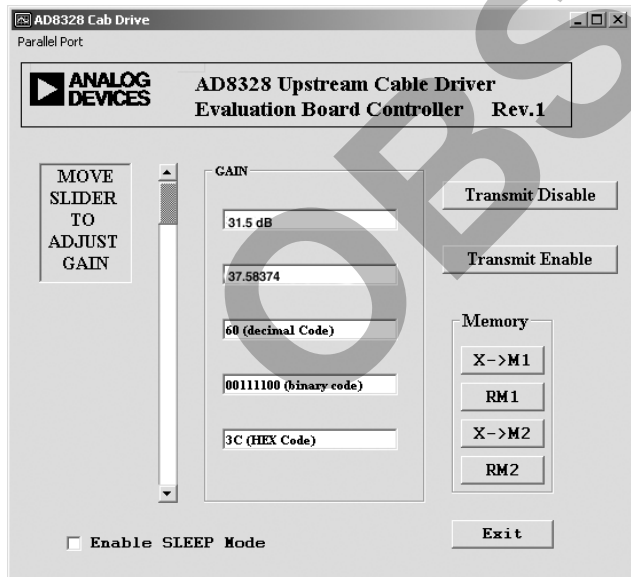 AD8328 Cab Drive
Parallel Port
ANALOG
DEVICES
AD8328 Upstream Cable Driver
Evaluation Board Controller Rev.1
MOVE
SLIDER
TO
ADJUST
GAIN
GAIN
31.5 dB
37.58374
60 (decimal Code)
00111100 (binary code)
3C (HEX Code)
Transmit Disable
Transmit Enable
Memory
X->M1
RM1
X->M2
RM2
Enable SLEEP Mode
Exit
OBS